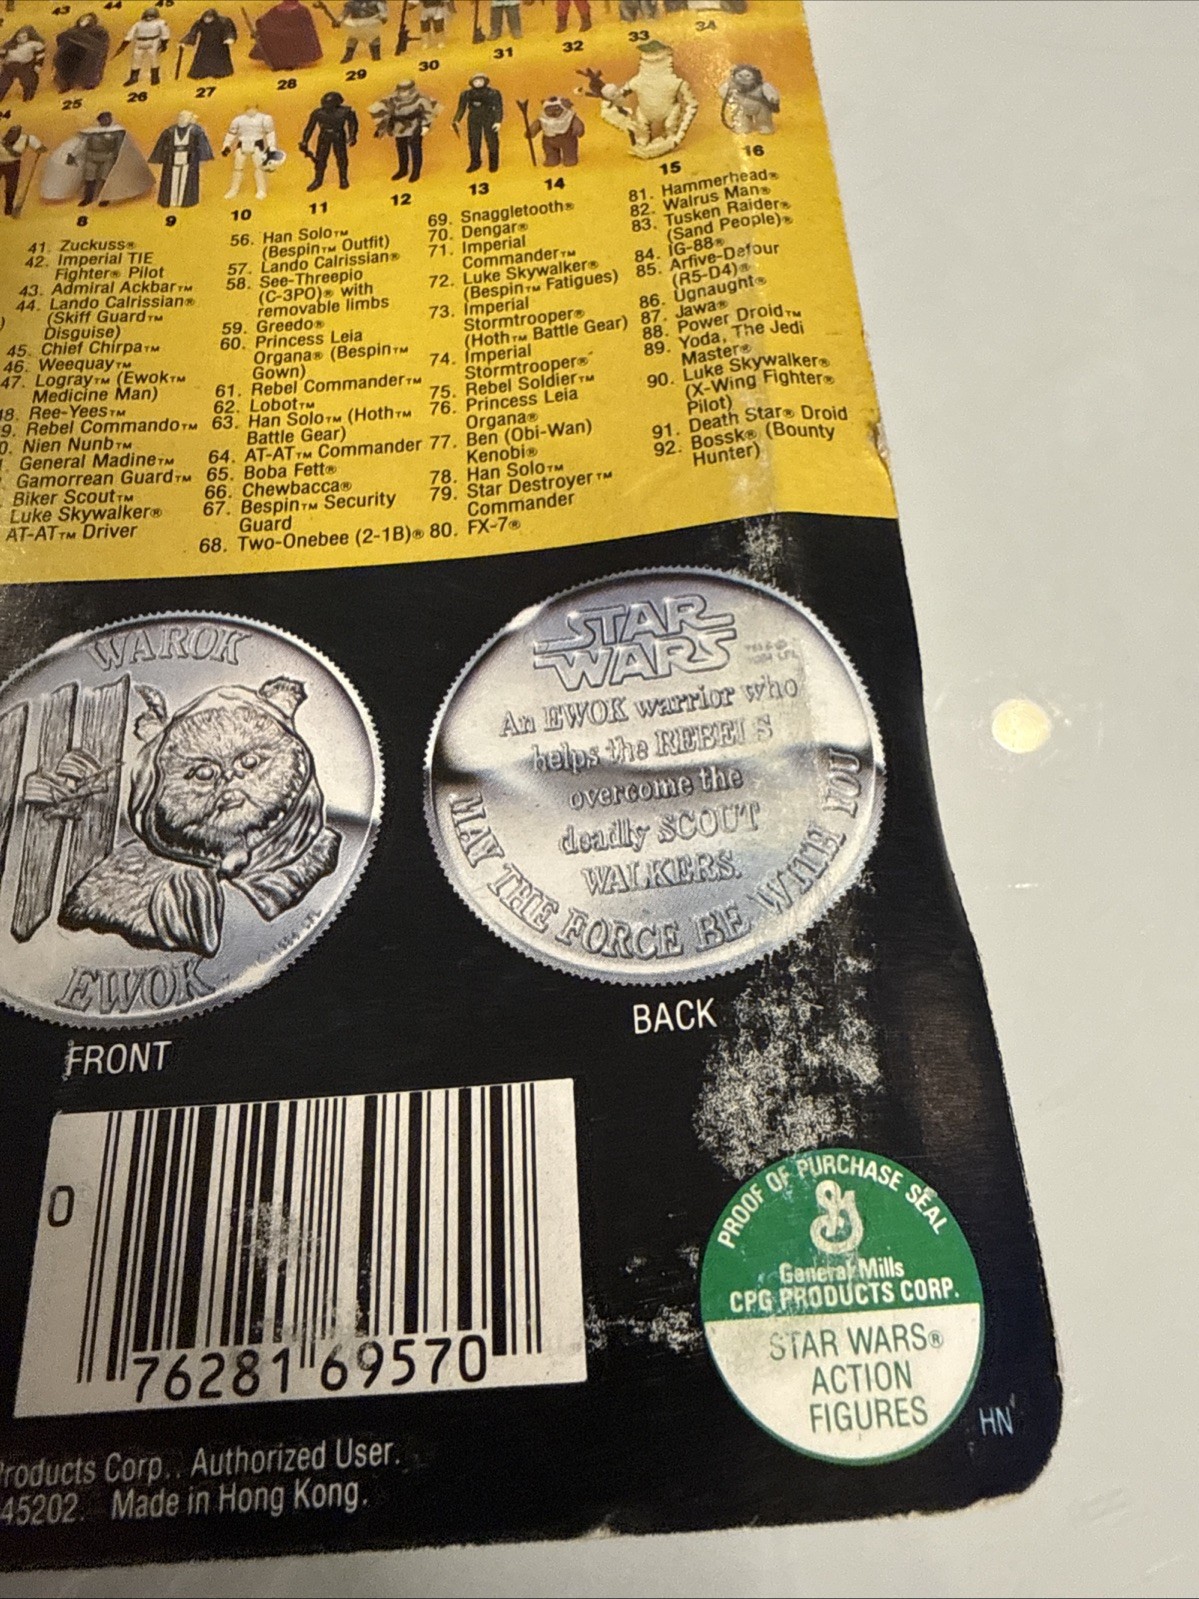 43
44
45
34
33
32
31
30
29
28
27
26
25
16
15
14
13
12
11
10
9
8
41. Zuckuss®
42. Imperial TIE
Fighter® Pilot
43. Admiral Ackbar™
44. Lando Calrissian®
(Skiff Guard™
Disguise)
45. Chief Chirpa™
46. Weequay™
47. Logray™ (Ewok™
Medicine Man)
48. Ree-Yees™
9. Rebel Commando™
0. Nien Nunb™
General Madine™
Gamorrean Guard™
Biker Scout™
Luke Skywalker®
AT-AT™ Driver
56. Han Solo™
(Bespin™ Outfit)
57. Lando Calrissian®
58. See-Threepio
(C-3PO)® with
removable limbs
59. Greedo®
60. Princess Leia
Organa® (Bespin™
Gown)
61. Rebel Commander™
62. Lobot™
63. Han Solo™ (Hoth™
Battle Gear)
64. AT-AT™ Commander
65. Boba Fett®
66. Chewbacca®
67. Bespin™ Security
Guard
68. Two-Onebee (2-1B)®
69. Snaggletooth®
70. Dengar®
71. Imperial
Commander™
72. Luke Skywalker®
(Bespin™ Fatigues)
73. Imperial
Stormtrooper®
(Hoth™ Battle Gear)
74. Imperial
Stormtrooper®
75. Rebel Soldier™
76. Princess Leia
Organa®
77. Ben (Obi-Wan)
Kenobi®
78. Han Solo™
79. Star Destroyer™
Commander
80. FX-7®
81. Hammerhead®
82. Walrus Man®
83. Tusken Raider®
(Sand People)®
84. IG-88®
85. Arfive-Defour
(R5-D4)®
86. Ugnaught®
87. Jawa®
88. Power Droid™
89. Yoda, The Jedi
Master®
90. Luke Skywalker®
(X-Wing Fighter®
Pilot)
91. Death Star® Droid
92. Bossk® (Bounty
Hunter)
WAROK
EWOK
FRONT
STAR
WARS
An EWOK warrior who
helps the REBELS
overcome the
deadly SCOUT
WALKERS.
MAY THE FORCE BE WITH YOU
BACK
0
76281 69570
PROOF OF PURCHASE SEAL
General Mills
CPG PRODUCTS CORP.
STAR WARS®
ACTION
FIGURES
HN
Products Corp., Authorized User.
45202. Made in Hong Kong.